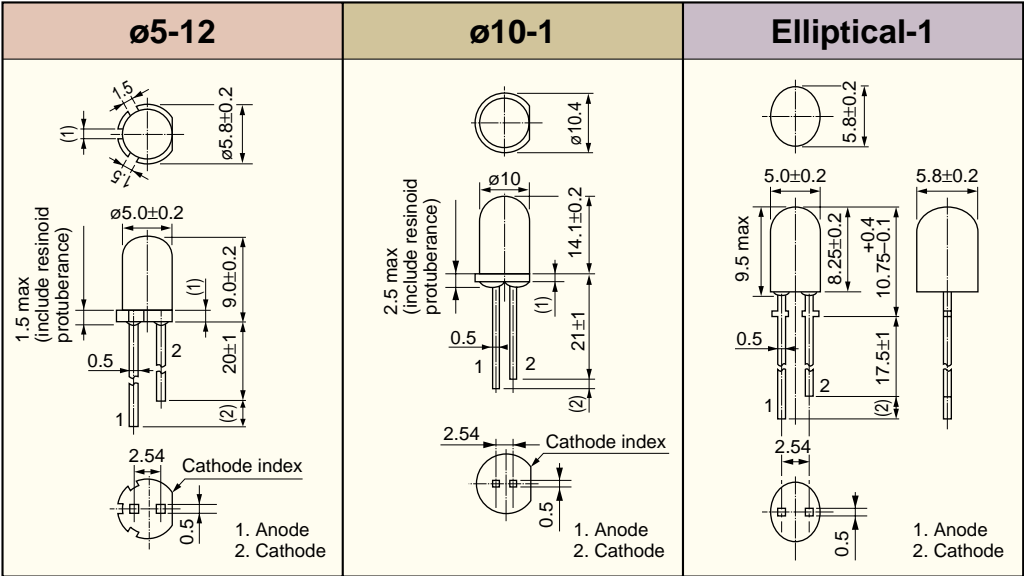 ø5-12
1.5
(1)
1.5
ø5.8±0.2
ø5.0±0.2
1.5 max
(include resinoid
protuberance)
(1)
9.0±0.2
0.5
2
20±1
1
(2)
2.54
Cathode index
0.5
1. Anode
2. Cathode
ø10-1
ø10.4
ø10
2.5 max
(include resinoid
protuberance)
14.1±0.2
(1)
0.5
1
2
21±1
(2)
2.54
Cathode index
0.5
1. Anode
2. Cathode
Elliptical-1
5.8±0.2
5.0±0.2
5.8±0.2
9.5 max
8.25±0.2
+0.4
10.75–0.1
0.5
17.5±1
2
1
(2)
2.54
0.5
1. Anode
2. Cathode